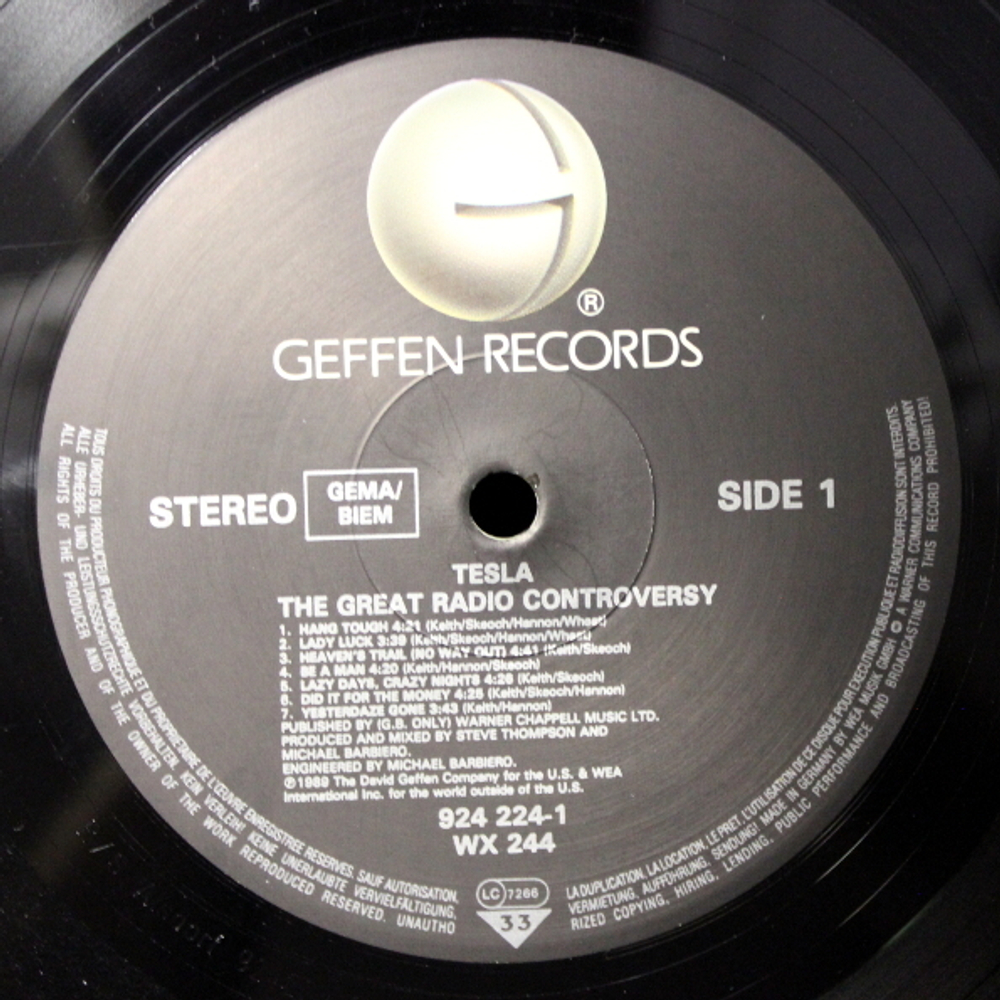 ®
GEFFEN RECORDS
STEREO
GEMA/
BIEM
SIDE 1
TESLA
THE GREAT RADIO CONTROVERSY
1. HANG TOUGH 4:21 (Keith/Skeoch/Hannon/Wheat)
2. LADY LUCK 3:39 (Keith/Skeoch/Hannon/Wheat)
3. HEAVEN'S TRAIL (NO WAY OUT) 4:41 (Keith/Skeoch)
4. BE A MAN 4:20 (Keith/Hannon/Skeoch)
5. LAZY DAYS, CRAZY NIGHTS 4:26 (Keith/Skeoch)
6. DID IT FOR THE MONEY 4:25 (Keith/Skeoch/Hannon)
7. YESTERDAZE GONE 3:43 (Keith/Hannon)
PUBLISHED BY (G.B. ONLY) WARNER CHAPPELL MUSIC LTD.
PRODUCED AND MIXED BY STEVE THOMPSON AND
MICHAEL BARBIERO.
ENGINEERED BY MICHAEL BARBIERO.
℗1989 The David Geffen Company for the U.S. & WEA
International Inc. for the world outside of the U.S.
924 224-1
WX 244
LC 7266
33
TOUS DROITS DU PRODUCTEUR PHONOGRAPHIQUE ET DU PROPRIETAIRE DE L'ŒUVRE ENREGISTREE RESERVES. SAUF AUTORISATION,
LA DUPLICATION, LA LOCATION, LE PRET, L'UTILISATION DE CE DISQUE POUR EXECUTION PUBLIQUE ET RADIODIFFUSION SONT INTERDITS.
ALLE URHEBER- UND LEISTUNGSSCHUTZRECHTE VORBEHALTEN. KEIN VERLEIH! KEINE UNERLAUBTE VERVIELFÄLTIGUNG,
VERMIETUNG, AUFFÜHRUNG, SENDUNG! MADE IN GERMANY BY WEA MUSIK GMBH © A WARNER COMMUNICATIONS COMPANY
ALL RIGHTS OF THE PRODUCER AND OF THE OWNER OF THE WORK REPRODUCED RESERVED. UNAUTHO
RIZED COPYING, HIRING, LENDING, PUBLIC PERFORMANCE AND BROADCASTING OF THIS RECORD PROHIBITED!